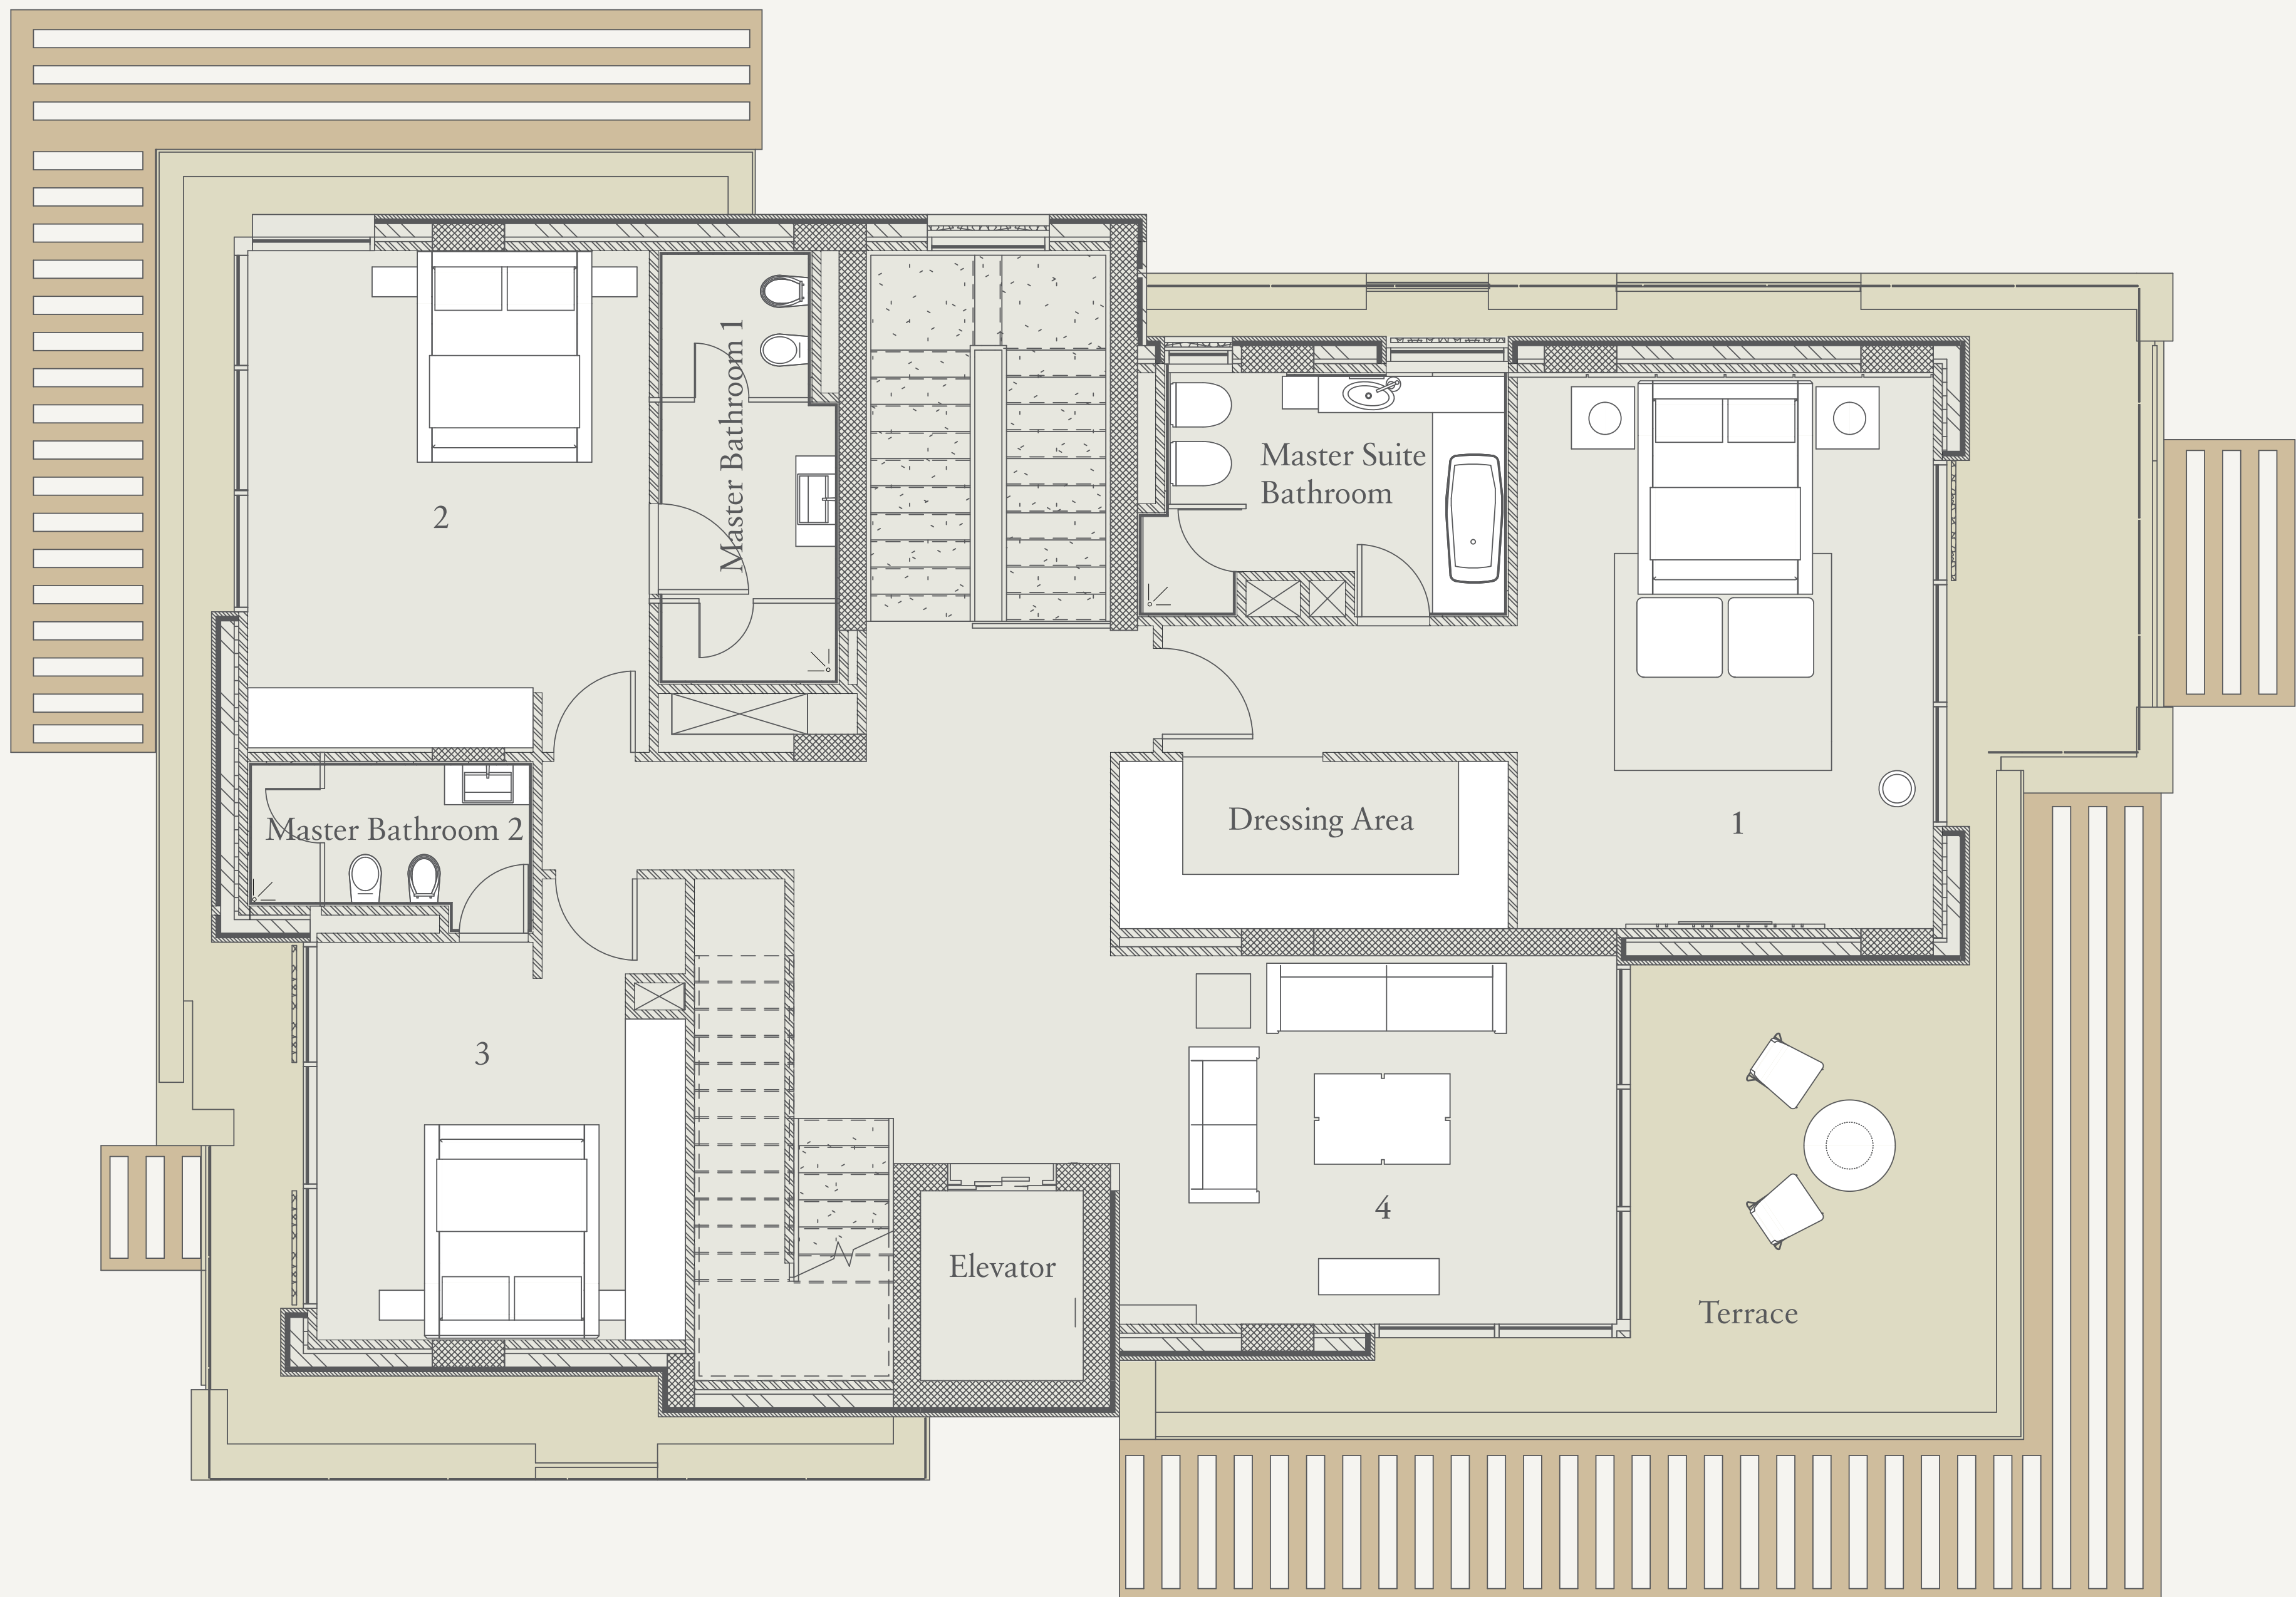 Master Bathroom 1
Master Suite
Bathroom
2
Dressing Area
1
Master Bathroom 2
3
4
Elevator
Terrace